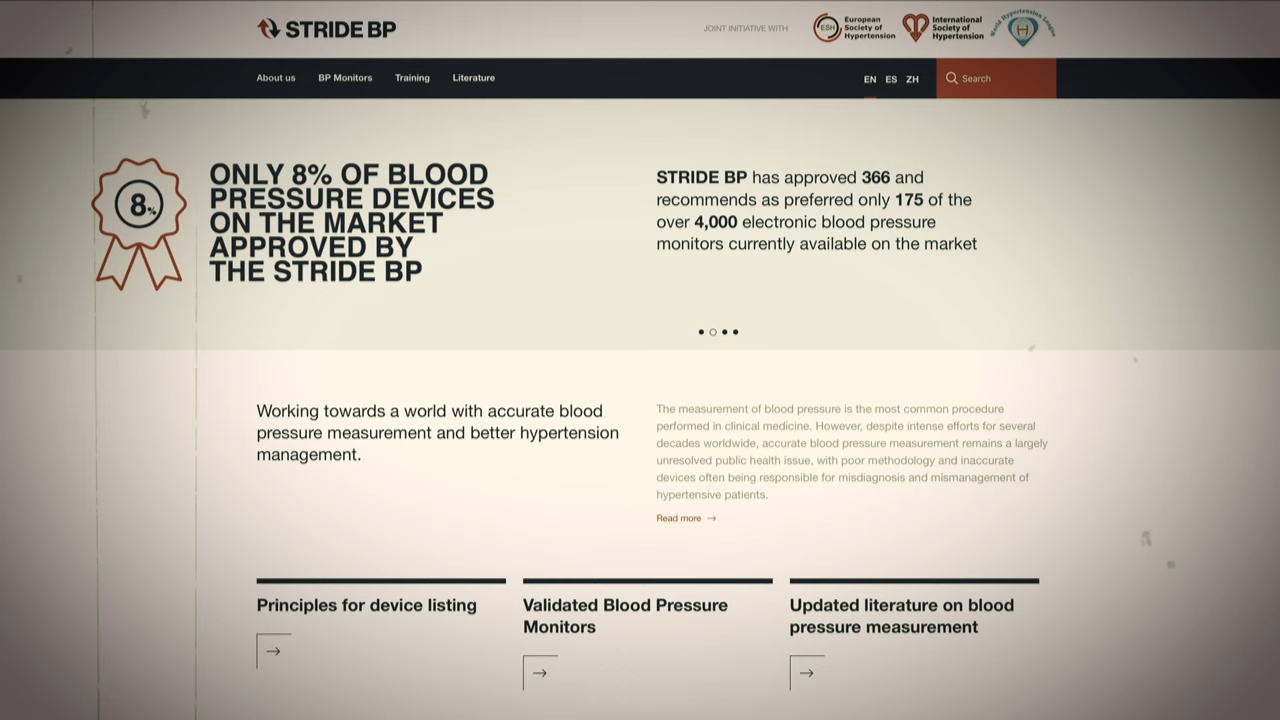 STRIDE BP
JOINT INITIATIVE WITH
ESH
European
Society of
Hypertension
International
Society of
Hypertension
World Hypertension League
H
About us
BP Monitors
Training
Literature
EN ES ZH
Search
8%
ONLY 8% OF BLOOD
PRESSURE DEVICES
ON THE MARKET
APPROVED BY
THE STRIDE BP
STRIDE BP has approved 366 and
recommends as preferred only 175 of the
over 4,000 electronic blood pressure
monitors currently available on the market
Working towards a world with accurate blood
pressure measurement and better hypertension
management.
The measurement of blood pressure is the most common procedure
performed in clinical medicine. However, despite intense efforts for several
decades worldwide, accurate blood pressure measurement remains a largely
unresolved public health issue, with poor methodology and inaccurate
devices often being responsible for misdiagnosis and mismanagement of
hypertensive patients.
Read more →
Principles for device listing
→
Validated Blood Pressure
Monitors
→
Updated literature on blood
pressure measurement
→